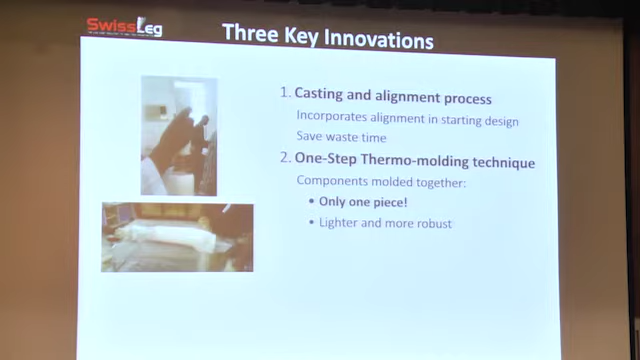 SwissLeg
Three Key Innovations
1. Casting and alignment process
Incorporates alignment in starting design
Save waste time
2. One-Step Thermo-molding technique
Components molded together:
• Only one piece!
• Lighter and more robust